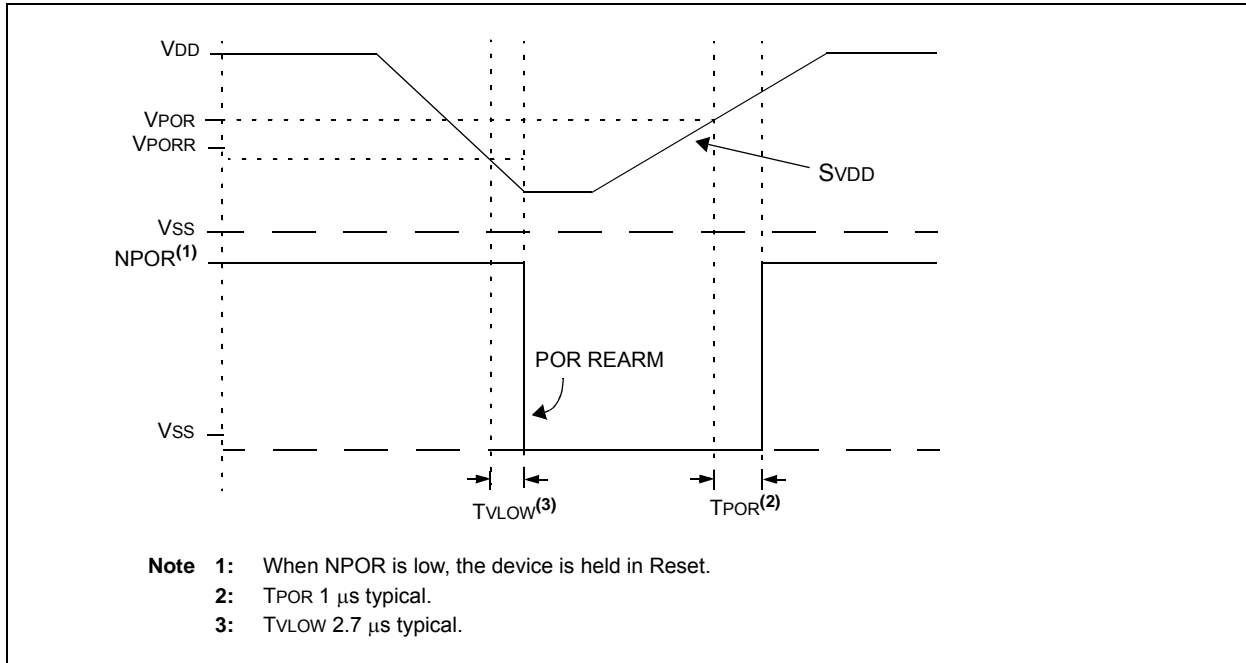 VDD
VPOR
VPORR
SVDD
VSS
NPOR(1)
POR REARM
VSS
TVLOW(3)
TPOR(2)
Note 1: When NPOR is low, the device is held in Reset.
2: TPOR 1 μs typical.
3: TVLOW 2.7 μs typical.